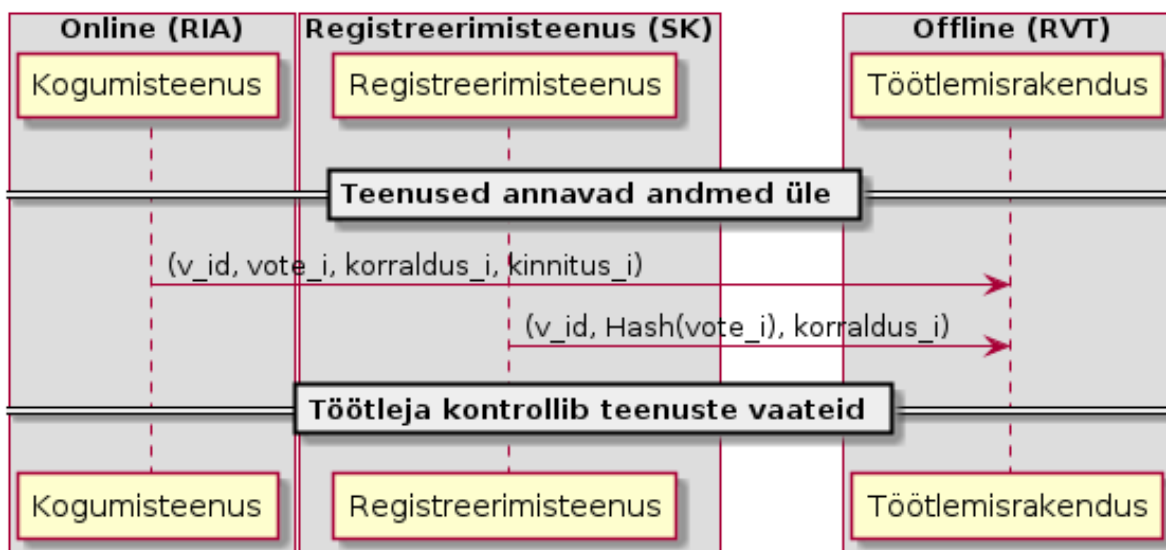 Online (RIA) Registreerimisteenus (SK) Offline (RVT)
Kogumisteenus Registreerimisteenus Töötlemisrakendus
Teenused annavad andmed üle
(v_id, vote_i, korraldus_i, kinnitus_i)
(v_id, Hash(vote_i), korraldus_i)
Töötleja kontrollib teenuste vaateid
Kogumisteenus Registreerimisteenus Töötlemisrakendus